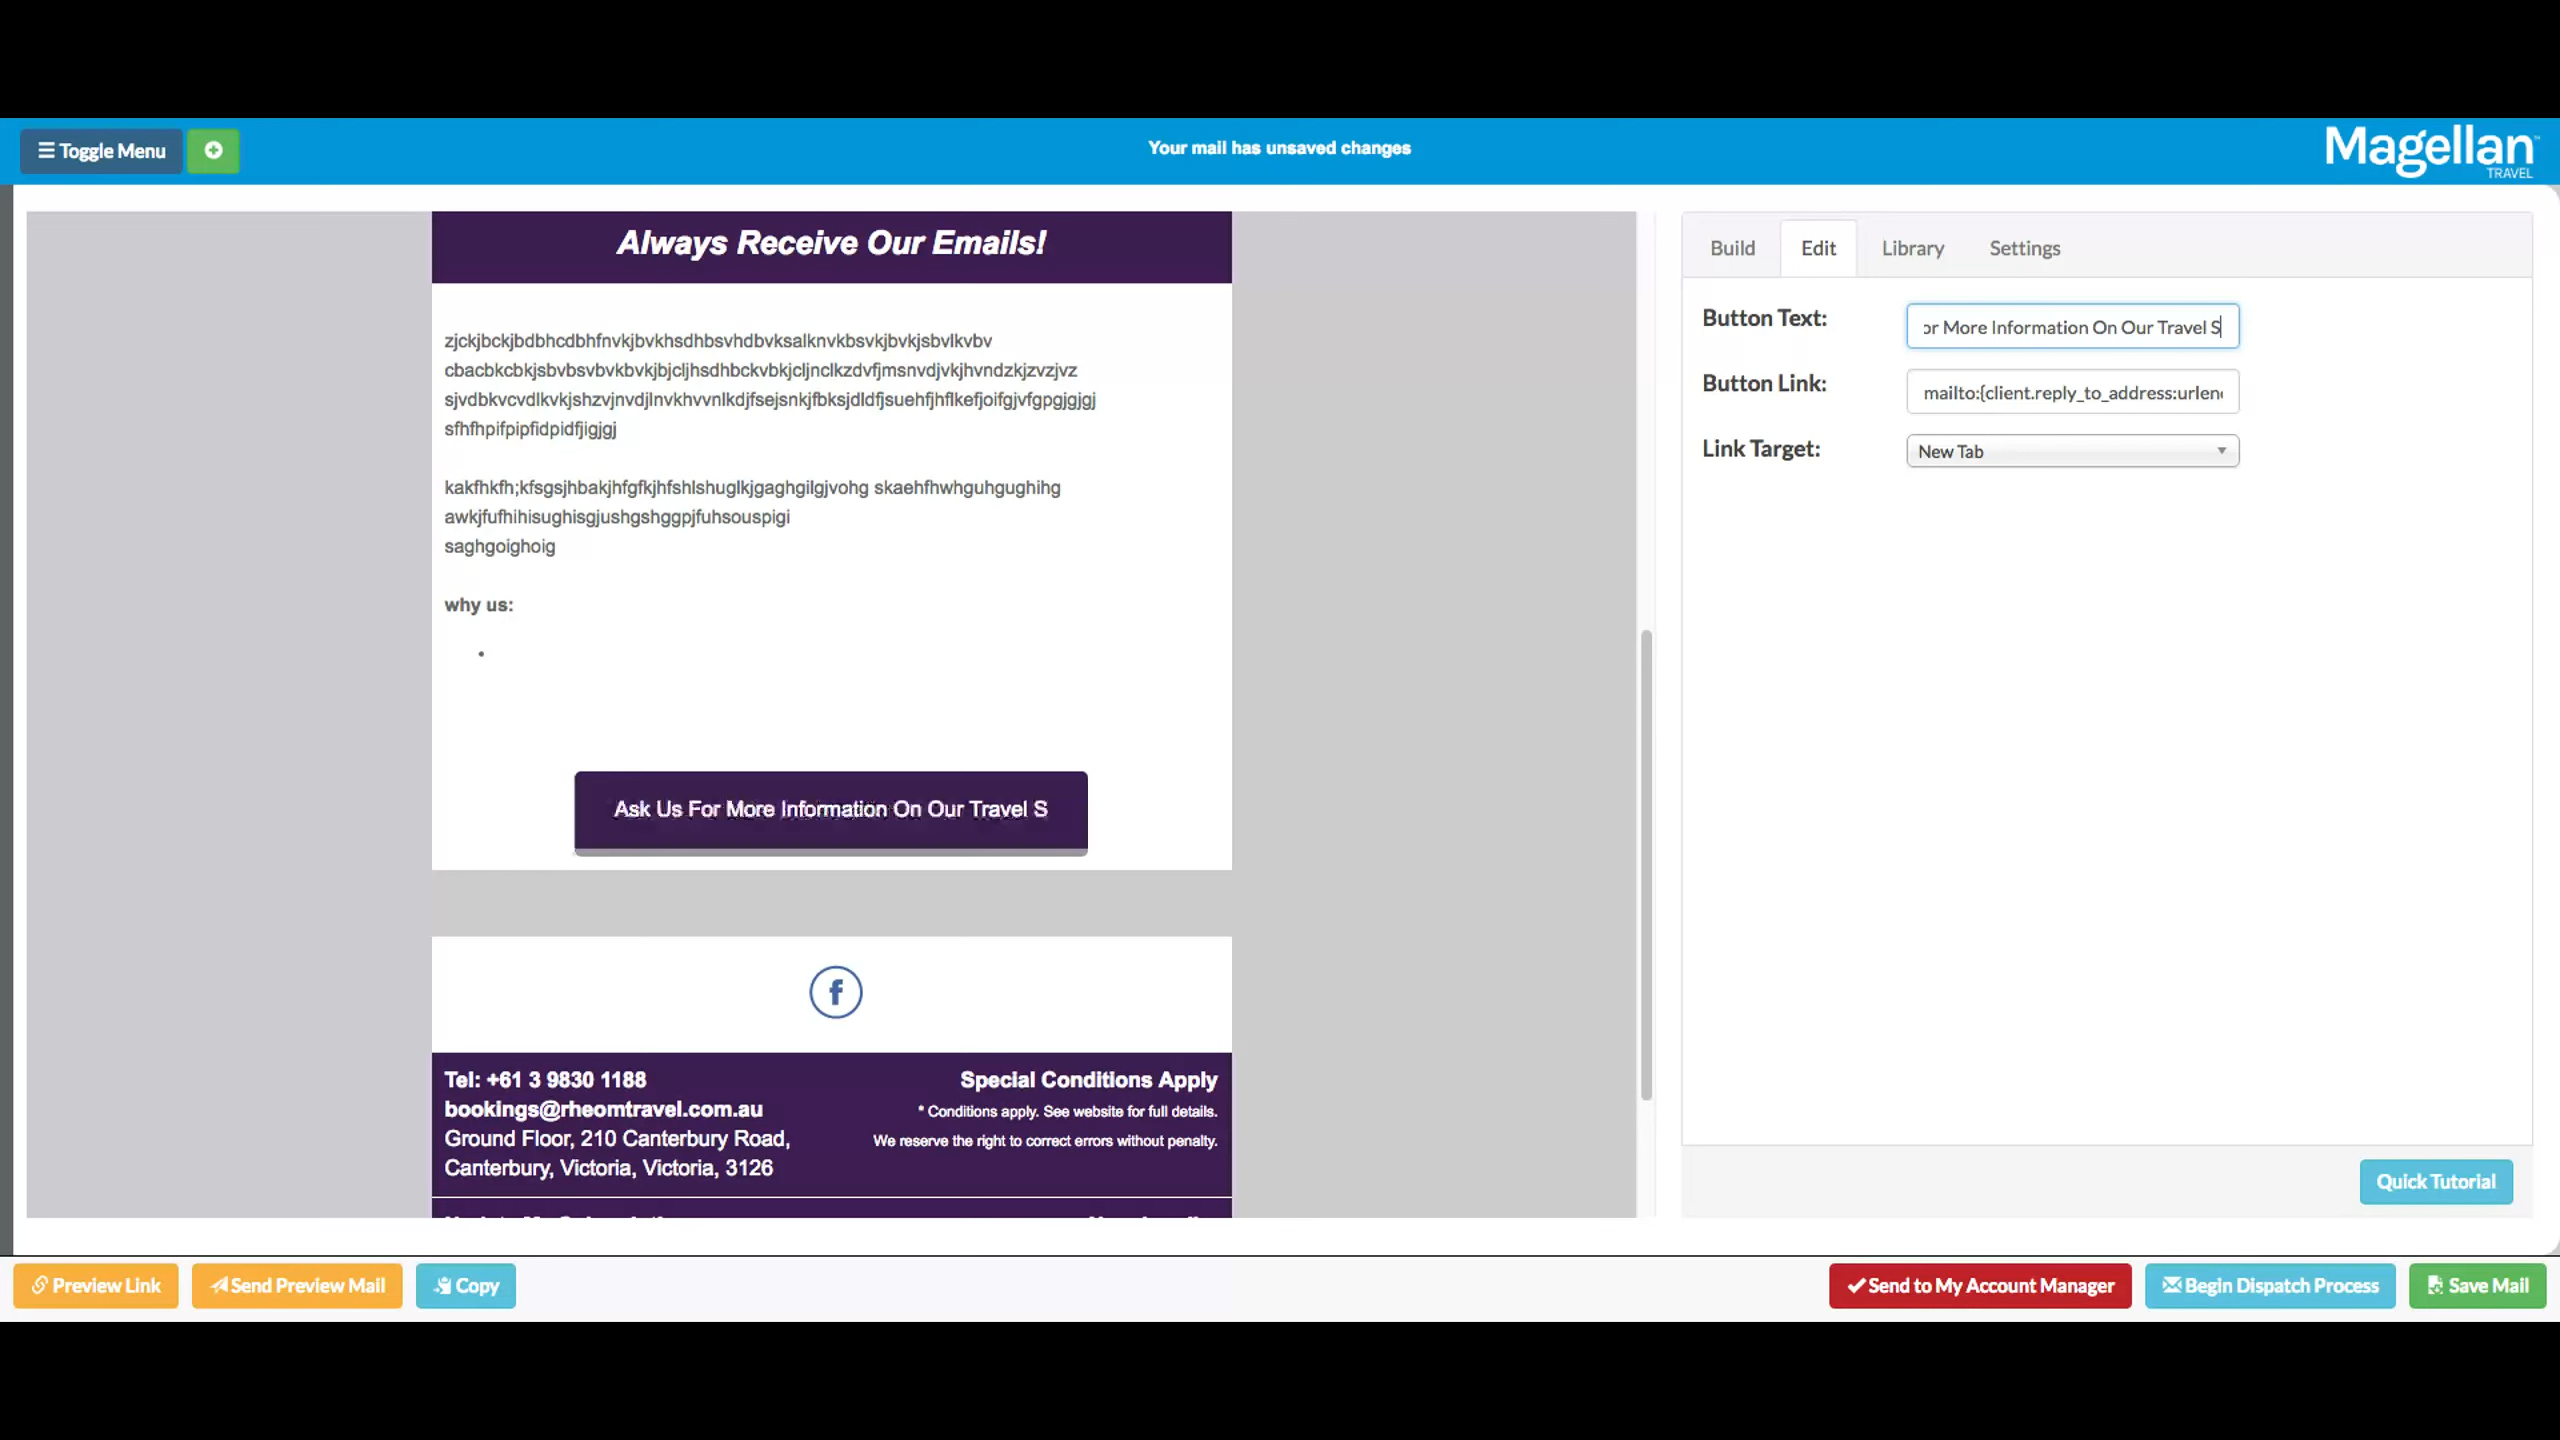 Toggle Menu
Your mail has unsaved changes
Magellan
TRAVEL
Always Receive Our Emails!
zjckjbckjbdbhcdbhfnvkjbvkhsdhbsvhdbvksalknvkbsvkjbvkjsbvlkvbv
cbacbkcbkjsbvbsvbvkbvkjbjcljhsdhbckvbkjcljnclkzdvfjmsnvdjvkjhvndzkjzvzjvz
sjvdbkvcvdlkvkjshzvjnvdjlnvkhvvnlkdjfsejsnkjfbksjdldfjsuehfjhflkefjoifgjvfgpgjgjgj
sfhfhpifpipfidpidfjigjgj
kakfhkfh;kfsgsjhbakjhfgfkjhfshlshuglkjgaghgilgjvohg skaehfhwhguhgughihg
awkjfufhihisughisgjushgshggpjfuhsouspigi
saghgoighoig
why us:
Ask Us For More Information On Our Travel S
f
Tel: +61 3 9830 1188
bookings@rheomtravel.com.au
Ground Floor, 210 Canterbury Road,
Canterbury, Victoria, Victoria, 3126
Special Conditions Apply
* Conditions apply. See website for full details.
We reserve the right to correct errors without penalty.
Build Edit Library Settings
Button Text: or More Information On Our Travel S
Button Link: mailto:{client.reply_to_address:urlen
Link Target: New Tab
Quick Tutorial
Preview Link Send Preview Mail Copy
Send to My Account Manager Begin Dispatch Process Save Mail